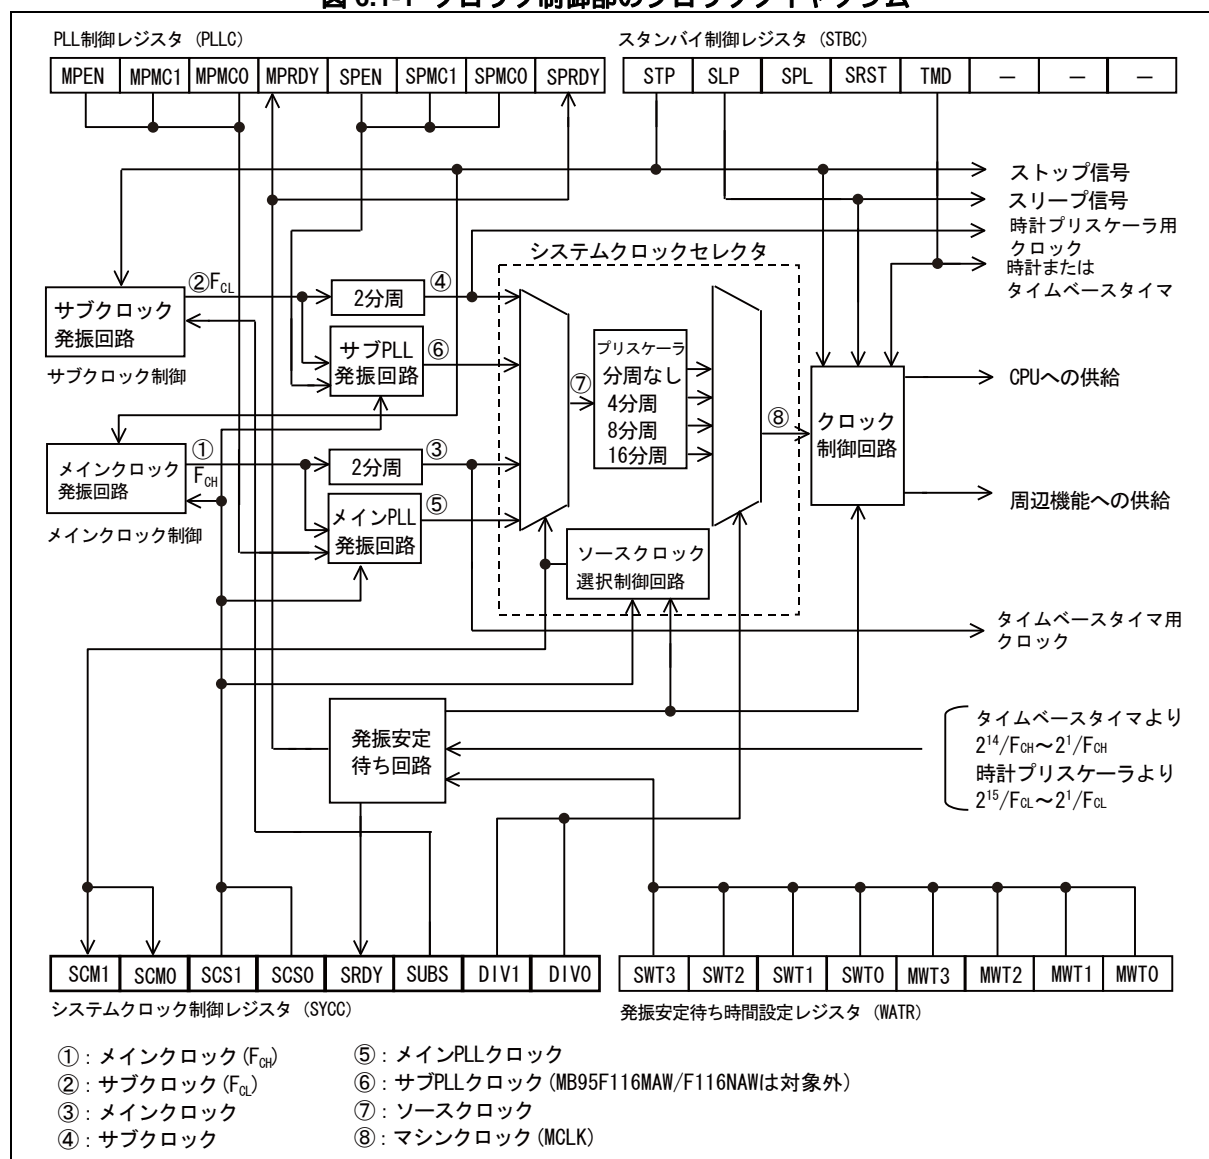 図 6.1-1 クロック制御部のブロックダイヤグラム
PLL制御レジスタ (PLLC)
MPEN MPMC1 MPMC0 MPRDY SPEN SPMC1 SPMC0 SPRDY
スタンバイ制御レジスタ (STBC)
STP SLP SPL SRST TMD － － －
ストップ信号
スリープ信号
時計プリスケーラ用
クロック
時計または
タイムベースタイマ
システムクロックセレクタ
②FCL
サブクロック
発振回路
サブクロック制御
2分周
④
サブPLL
発振回路
⑥
プリスケーラ
分周なし
4分周
8分周
16分周
⑦
⑧
クロック
制御回路
CPUへの供給
周辺機能への供給
①
FCH
メインクロック
発振回路
メインクロック制御
2分周
③
メインPLL
発振回路
⑤
ソースクロック
選択制御回路
タイムベースタイマ用
クロック
発振安定
待ち回路
タイムベースタイマより
2¹⁴/FCH～2¹/FCH
時計プリスケーラより
2¹⁵/FCL～2¹/FCL
SCM1 SCM0 SCS1 SCS0 SRDY SUBS DIV1 DIV0
システムクロック制御レジスタ (SYCC)
SWT3 SWT2 SWT1 SWT0 MWT3 MWT2 MWT1 MWT0
発振安定待ち時間設定レジスタ (WATR)
①：メインクロック(FCH)
②：サブクロック(FCL)
③：メインクロック
④：サブクロック
⑤：メインPLLクロック
⑥：サブPLLクロック(MB95F116MAW/F116NAWは対象外)
⑦：ソースクロック
⑧：マシンクロック(MCLK)